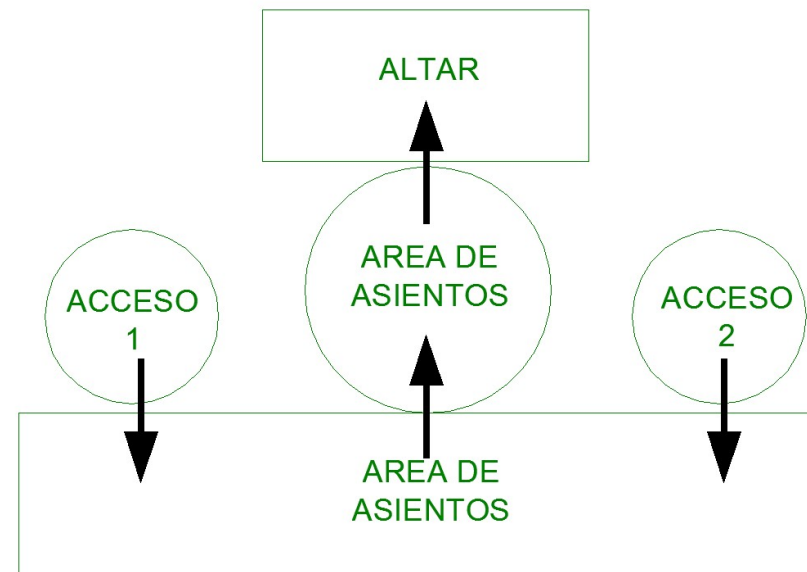 ALTAR
AREA DE
ASIENTOS
ACCESO
1
ACCESO
2
AREA DE
ASIENTOS